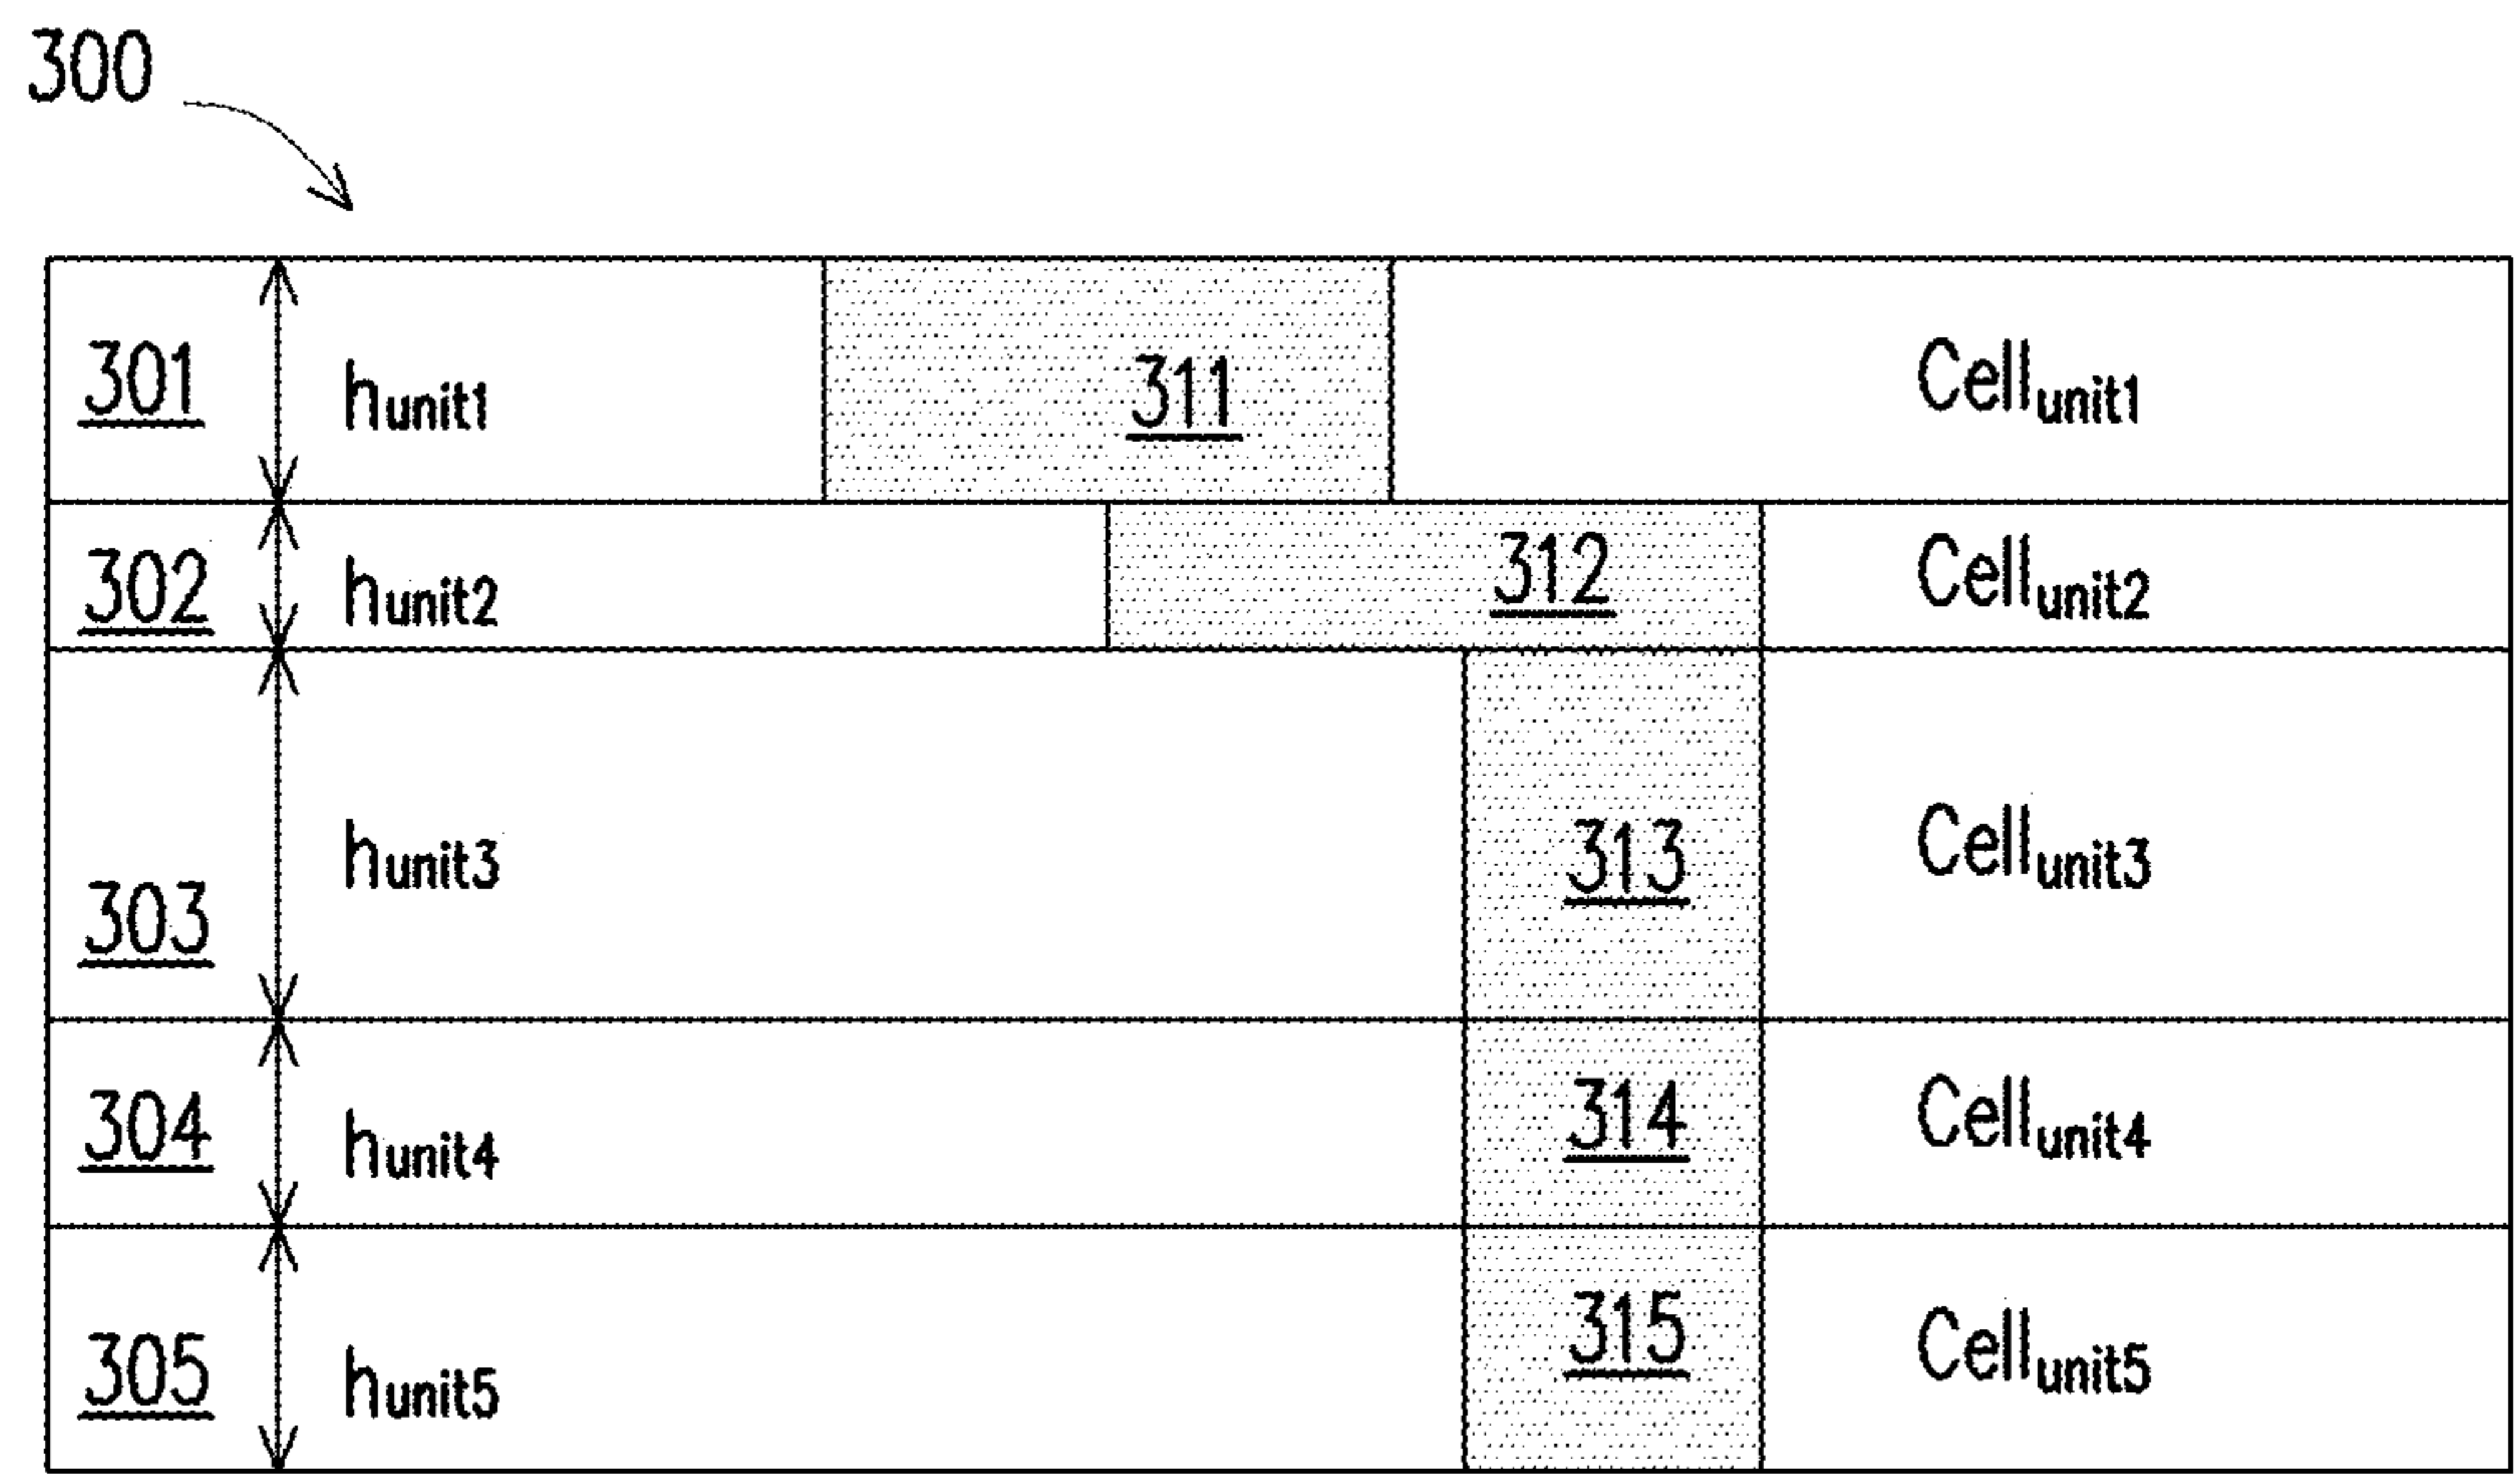 300
301 hunit1 311 Cellunit1
302 hunit2 312 Cellunit2
303 hunit3 313 Cellunit3
304 hunit4 314 Cellunit4
305 hunit5 315 Cellunit5